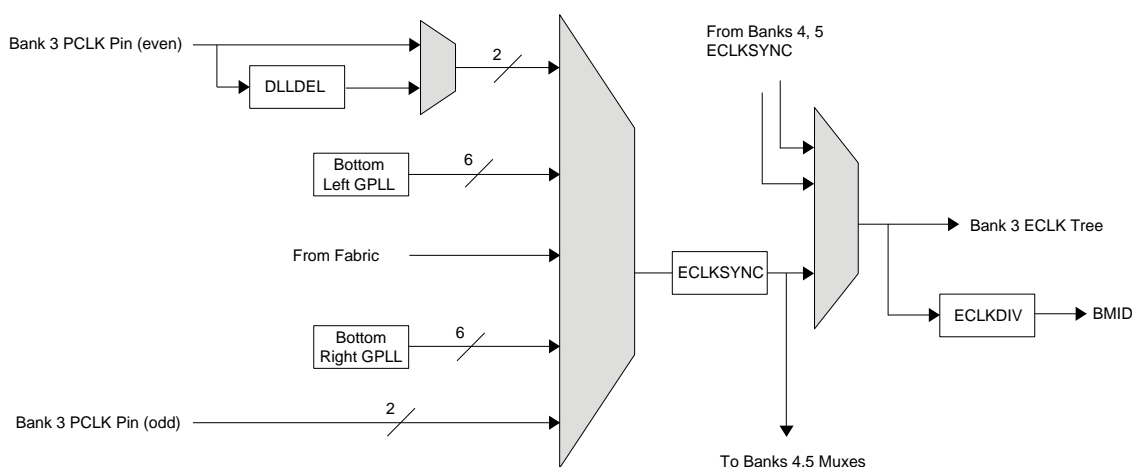 From Banks 4, 5
ECLKSYNC
Bank 3 PCLK Pin (even)
2
DLLDEL
Bottom
Left GPLL
6
From Fabric
Bank 3 ECLK Tree
ECLKSYNC
ECLKDIV
BMID
Bottom
Right GPLL
6
Bank 3 PCLK Pin (odd)
2
To Banks 4,5 Muxes